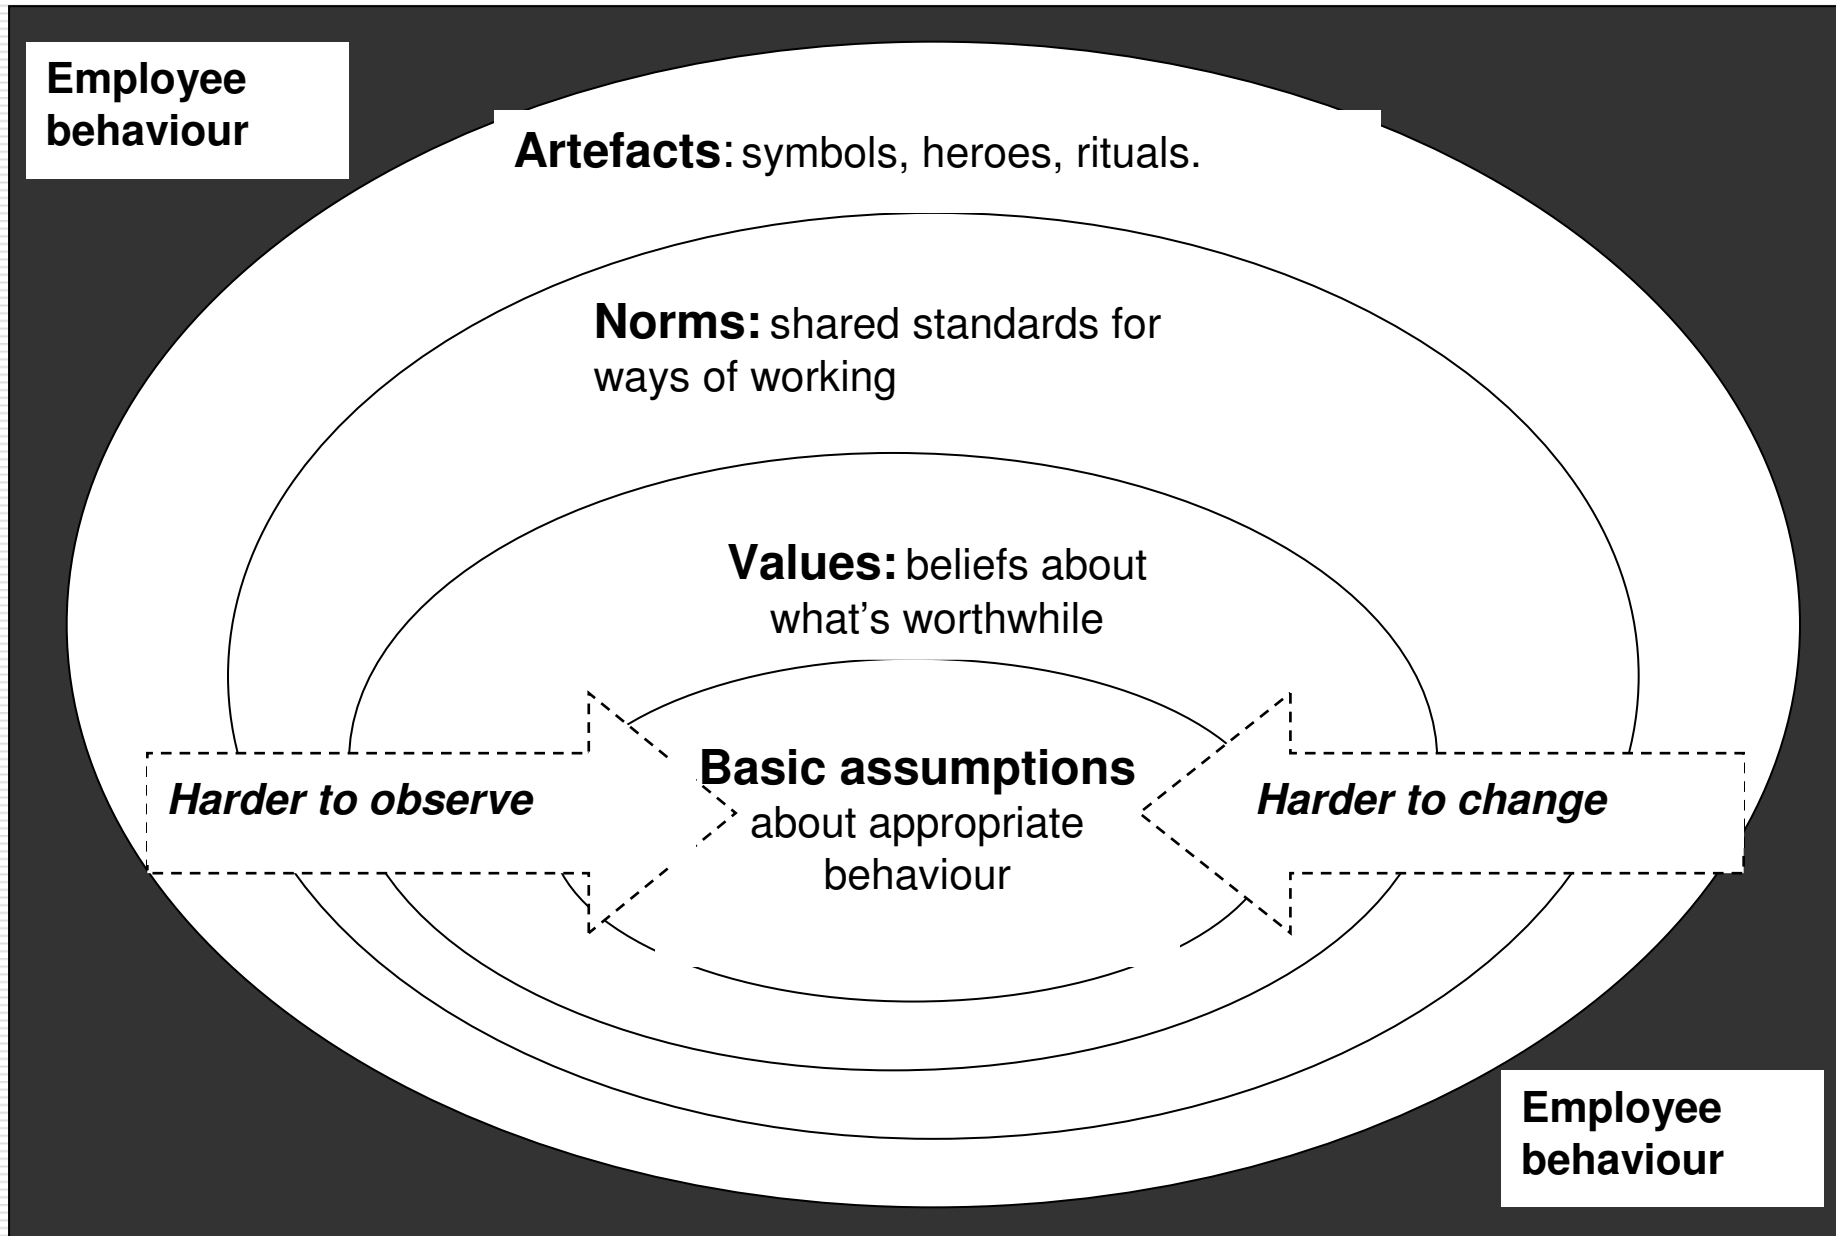 Employee
behaviour
Artefacts: symbols, heroes, rituals.
Norms: shared standards for
ways of working
Values: beliefs about
what's worthwhile
Harder to observe
Basic assumptions
about appropriate
behaviour
Harder to change
Employee
behaviour